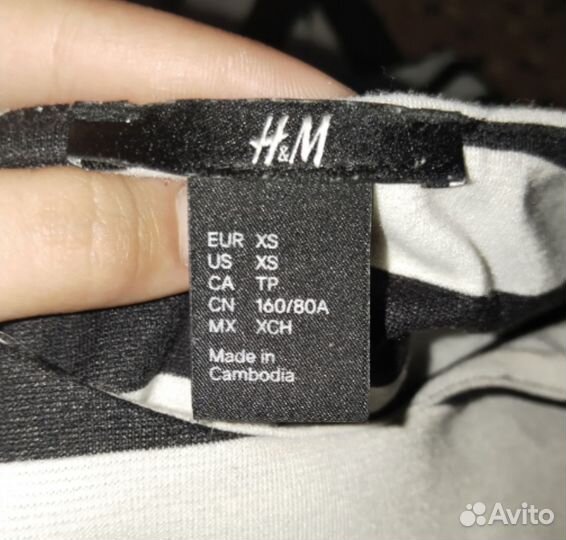 H&M
EUR XS
US XS
CA TP
CN 160/80A
MX XCH
Made in
Cambodia
Avito